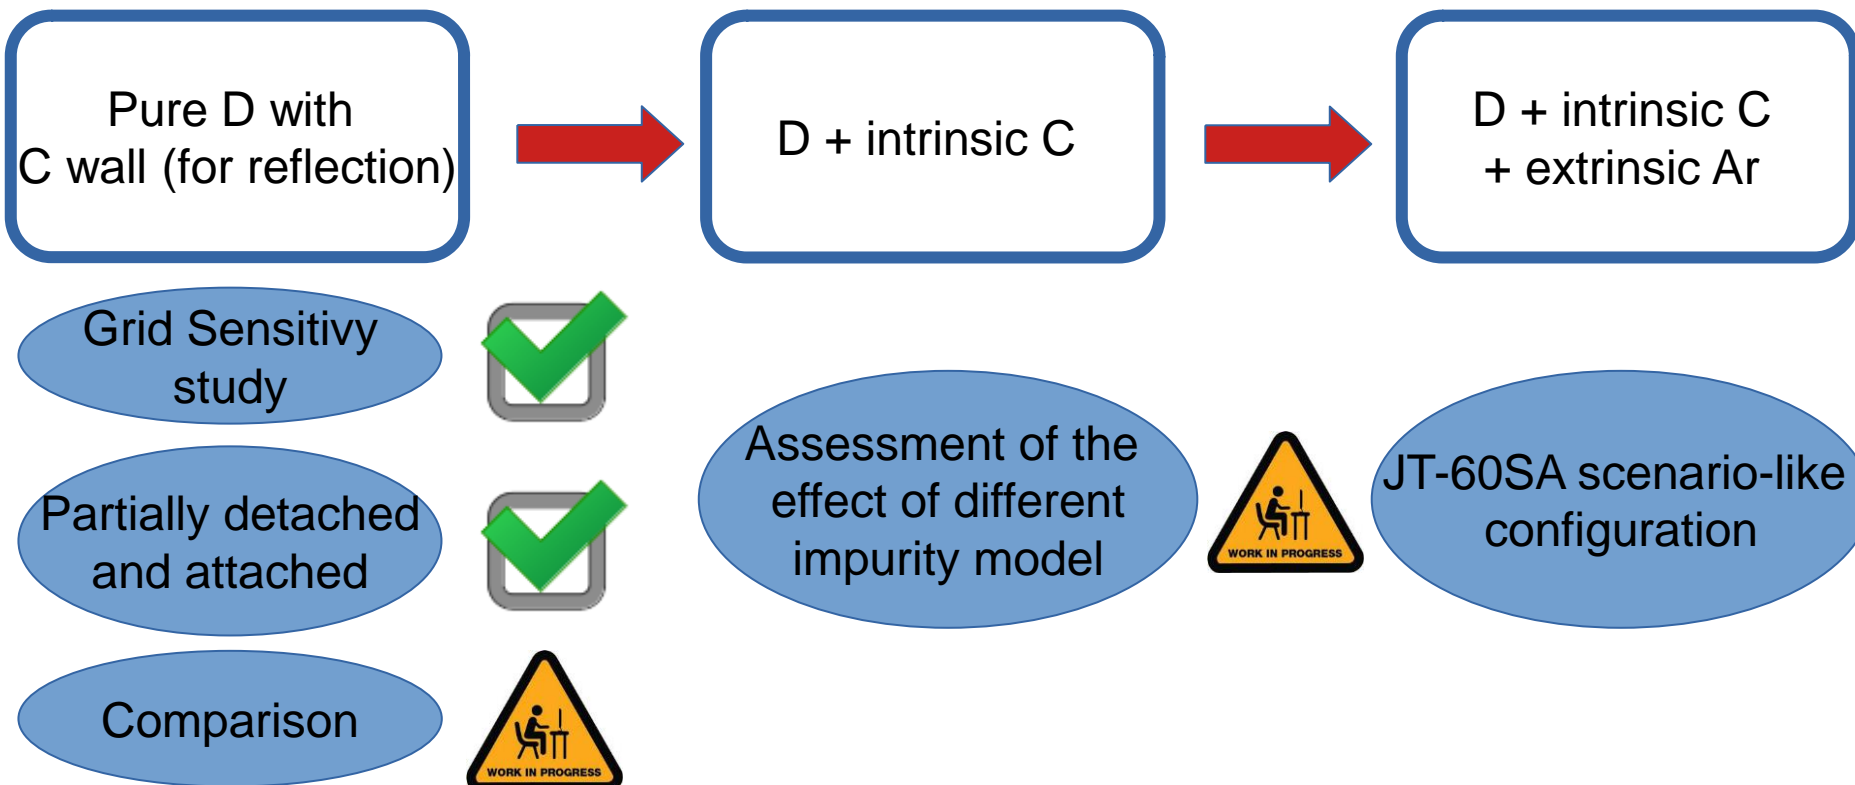 Pure D with
C wall (for reflection)
D + intrinsic C
D + intrinsic C
+ extrinsic Ar
Grid Sensitivy
study
Partially detached
and attached
Comparison
WORK IN PROGRESS
Assessment of the
effect of different
impurity model
WORK IN PROGRESS
JT-60SA scenario-like
configuration